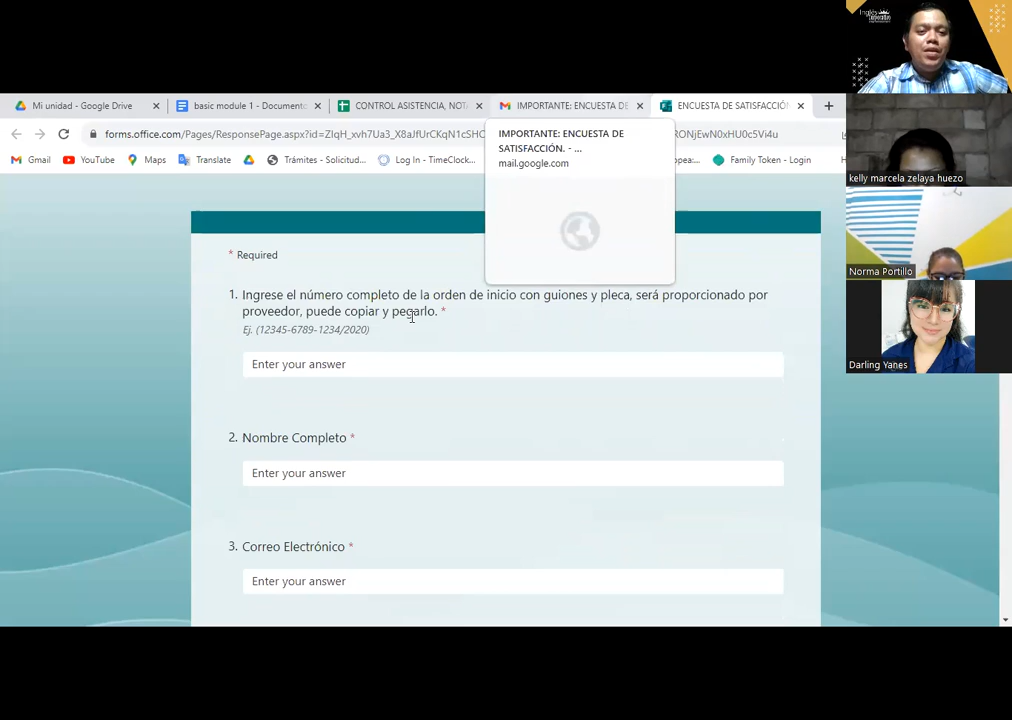 Inglés
Mi unidad - Google Drive
basic module 1 - Documento
CONTROL ASISTENCIA, NOT
IMPORTANTE: ENCUESTA DE
ENCUESTA DE SATISFACCIÓN
forms.office.com/Pages/ResponsePage.aspx?id=
IMPORTANTE: ENCUESTA DE
SATISFACCIÓN. - ...
mail.google.com
Gmail
YouTube
Maps
Translate
Trámites - Solicitud...
Log In - TimeClock...
Family Token - Login
kelly marcela zelaya huezo
Norma Portillo
Darling Yanes
* Required
1. Ingrese el número completo de la orden de inicio con guiones y pleca, será proporcionado por
proveedor, puede copiar y pegarlo. *
Ej. (12345-6789-1234/2020)
Enter your answer
2. Nombre Completo *
Enter your answer
3. Correo Electrónico *
Enter your answer